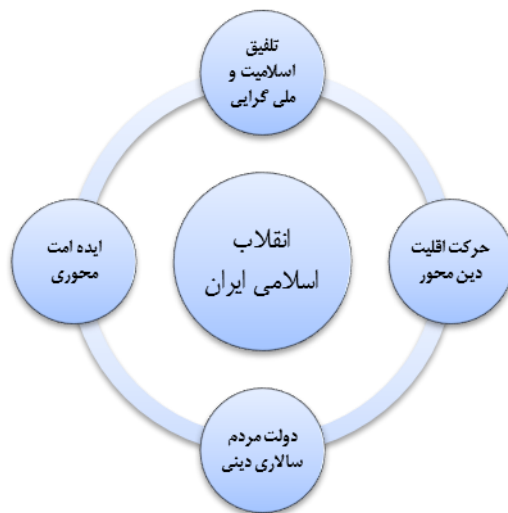 تلفیق
اسلامیت و
ملی گرایی
انقلاب
اسلامی ایران
حرکت اقلیت
دین محور
ایده امت
محوری
دولت مردم
سالاری دینی